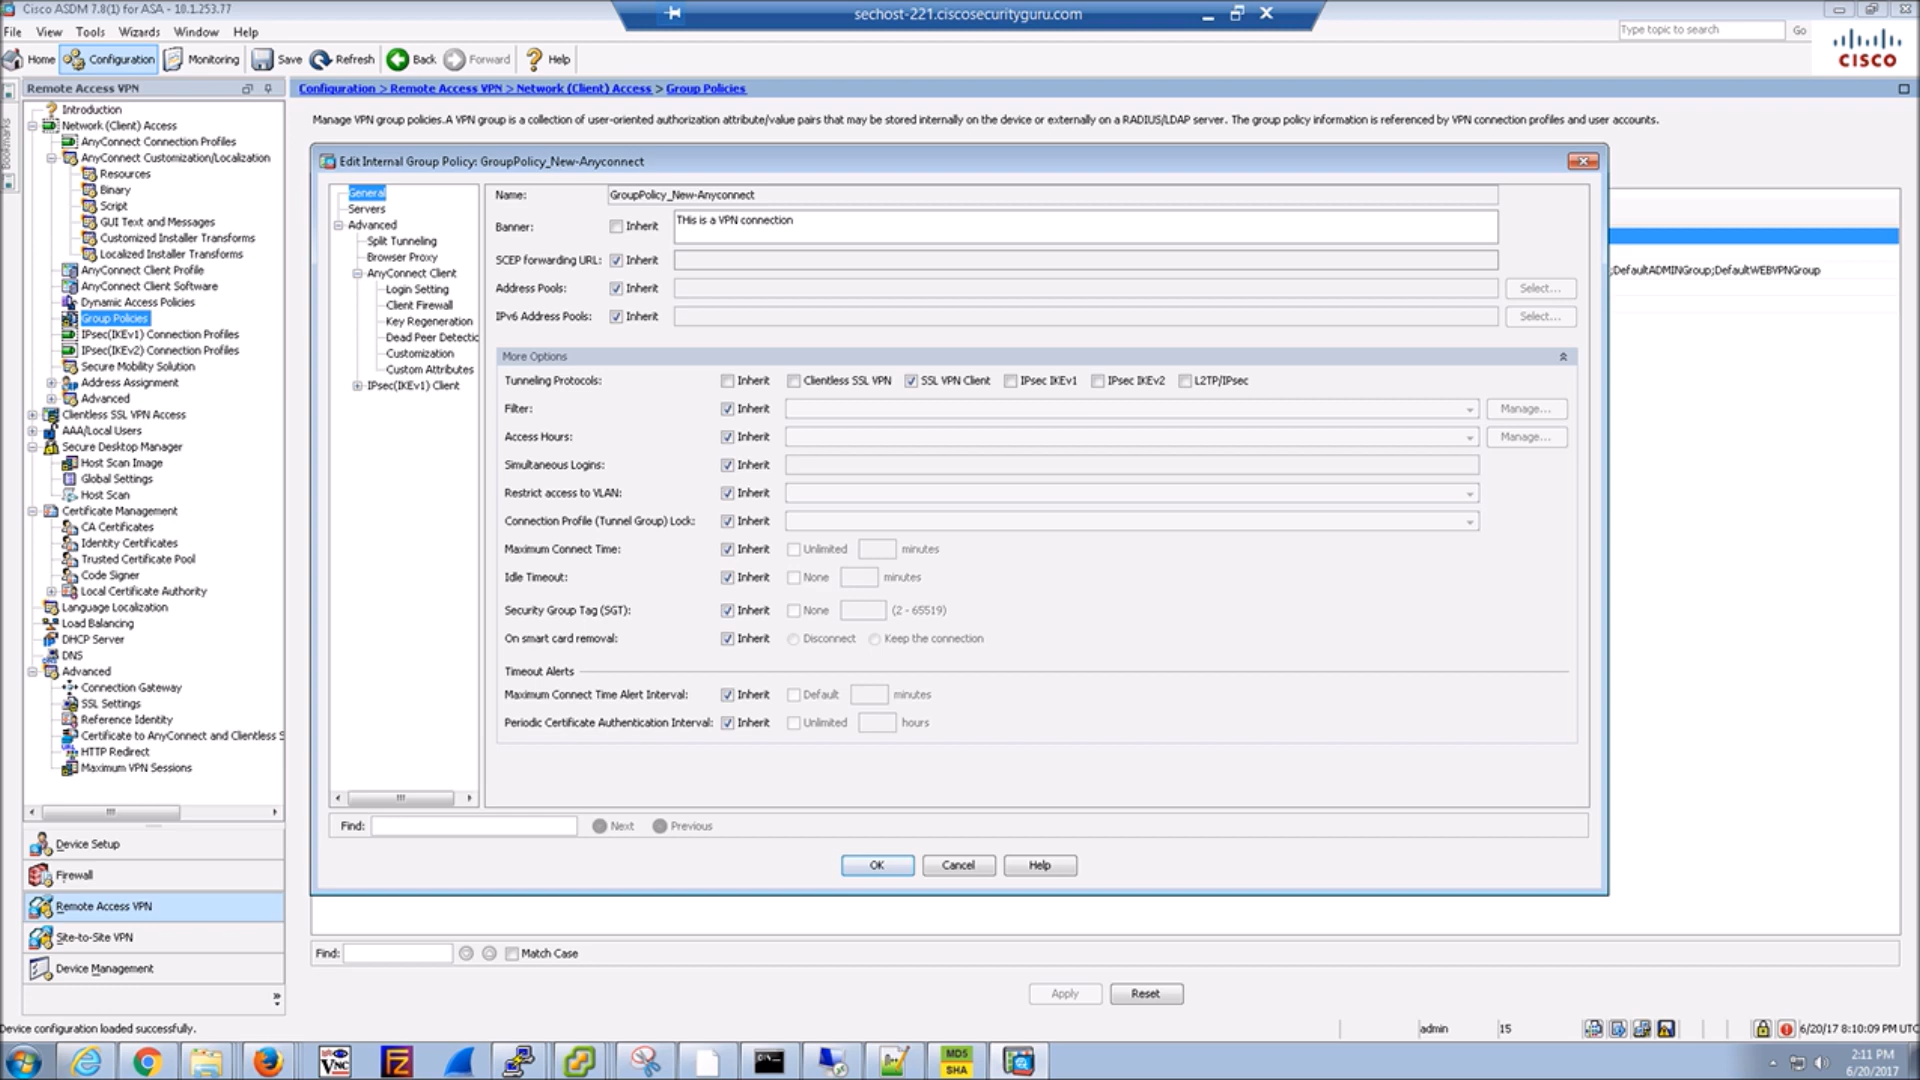 Cisco ASDM 7.8(1) for ASA - 10.1.253.77
sechost-221.ciscosecurityguru.com
File View Tools Wizards Window Help
Type topic to search Go
Home Configuration Monitoring Save Refresh Back Forward Help
CISCO
Bookmarks
Remote Access VPN
Introduction
Network (Client) Access
AnyConnect Connection Profiles
AnyConnect Customization/Localization
Resources
Binary
Script
GUI Text and Messages
Customized Installer Transforms
Localized Installer Transforms
AnyConnect Client Profile
AnyConnect Client Software
Dynamic Access Policies
Group Policies
IPsec(IKEv1) Connection Profiles
IPsec(IKEv2) Connection Profiles
Secure Mobility Solution
Address Assignment
Advanced
Clientless SSL VPN Access
AAA/Local Users
Secure Desktop Manager
Host Scan Image
Global Settings
Host Scan
Certificate Management
CA Certificates
Identity Certificates
Trusted Certificate Pool
Code Signer
Local Certificate Authority
Language Localization
Load Balancing
DHCP Server
DNS
Advanced
Connection Gateway
SSL Settings
Reference Identity
Certificate to AnyConnect and Clientless S
HTTP Redirect
Maximum VPN Sessions
Device Setup
Firewall
Remote Access VPN
Site-to-Site VPN
Device Management
Configuration > Remote Access VPN > Network (Client) Access > Group Policies
Manage VPN group policies.A VPN group is a collection of user-oriented authorization attribute/value pairs that may be stored internally on the device or externally on a RADIUS/LDAP server. The group policy information is referenced by VPN connection profiles and user accounts.
;DefaultADMINGroup;DefaultWEBVPNGroup
Edit Internal Group Policy: GroupPolicy_New-Anyconnect
General
Servers
Advanced
Split Tunneling
Browser Proxy
AnyConnect Client
Login Setting
Client Firewall
Key Regeneration
Dead Peer Detectic
Customization
Custom Attributes
IPsec(IKEv1) Client
Name: GroupPolicy_New-Anyconnect
Banner: Inherit THis is a VPN connection
SCEP forwarding URL: Inherit
Address Pools: Inherit Select...
IPv6 Address Pools: Inherit Select...
More Options
Tunneling Protocols: Inherit Clientless SSL VPN SSL VPN Client IPsec IKEv1 IPsec IKEv2 L2TP/IPsec
Filter: Inherit Manage...
Access Hours: Inherit Manage...
Simultaneous Logins: Inherit
Restrict access to VLAN: Inherit
Connection Profile (Tunnel Group) Lock: Inherit
Maximum Connect Time: Inherit Unlimited minutes
Idle Timeout: Inherit None minutes
Security Group Tag (SGT): Inherit None (2 - 65519)
On smart card removal: Inherit Disconnect Keep the connection
Timeout Alerts
Maximum Connect Time Alert Interval: Inherit Default minutes
Periodic Certificate Authentication Interval: Inherit Unlimited hours
Find: Next Previous
OK Cancel Help
Find: Match Case
Apply Reset
Device configuration loaded successfully.
admin 15 6/20/17 8:10:09 PM UTC
VNC
FZ
MD5
SHA
2:11 PM
6/20/2017